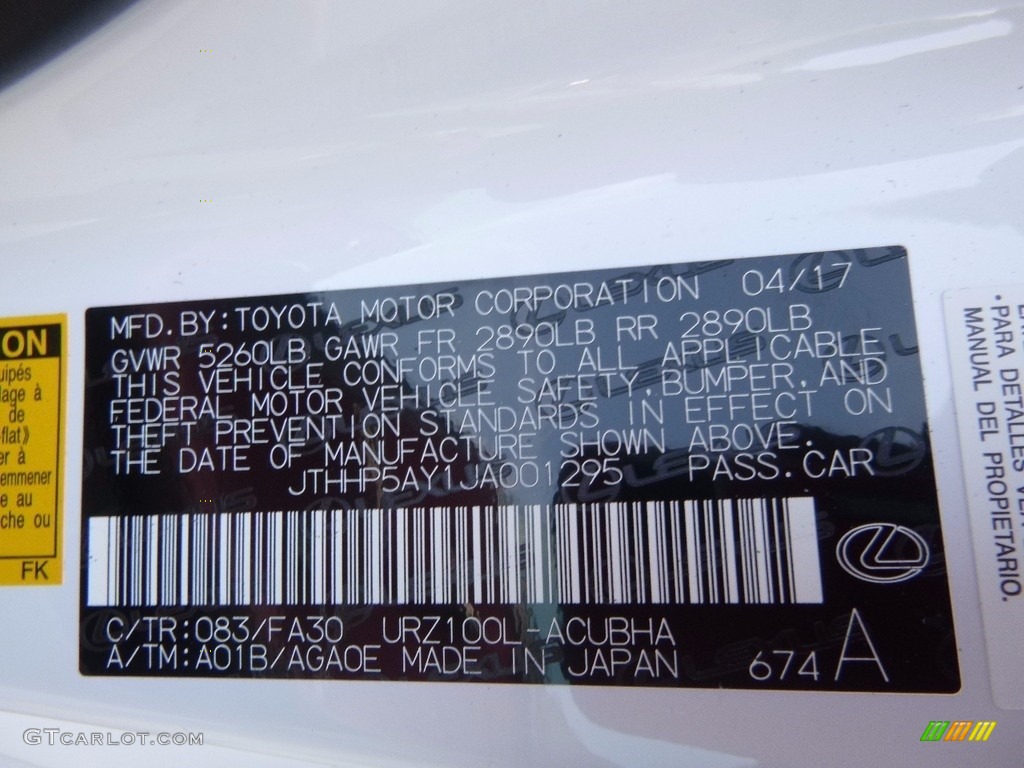 ON
uipés
lage à
de
-flat》
er à
emmener
e au
che ou
FK
MFD.BY:TOYOTA MOTOR CORPORATION 04/17
GVWR 5260LB GAWR FR 2890LB RR 2890LB
THIS VEHICLE CONFORMS TO ALL APPLICABLE
FEDERAL MOTOR VEHICLE SAFETY,BUMPER,AND
THEFT PREVENTION STANDARDS IN EFFECT ON
THE DATE OF MANUFACTURE SHOWN ABOVE.
JTHHP5AY1JA001295 PASS.CAR
C/TR:083/FA30 URZ100L-ACUBHA
A/TM:A01B/AGA0E MADE IN JAPAN 674 A
•PARA DETALLES VE
MANUAL DEL PROPIETARIO.
GTCARLOT.COM